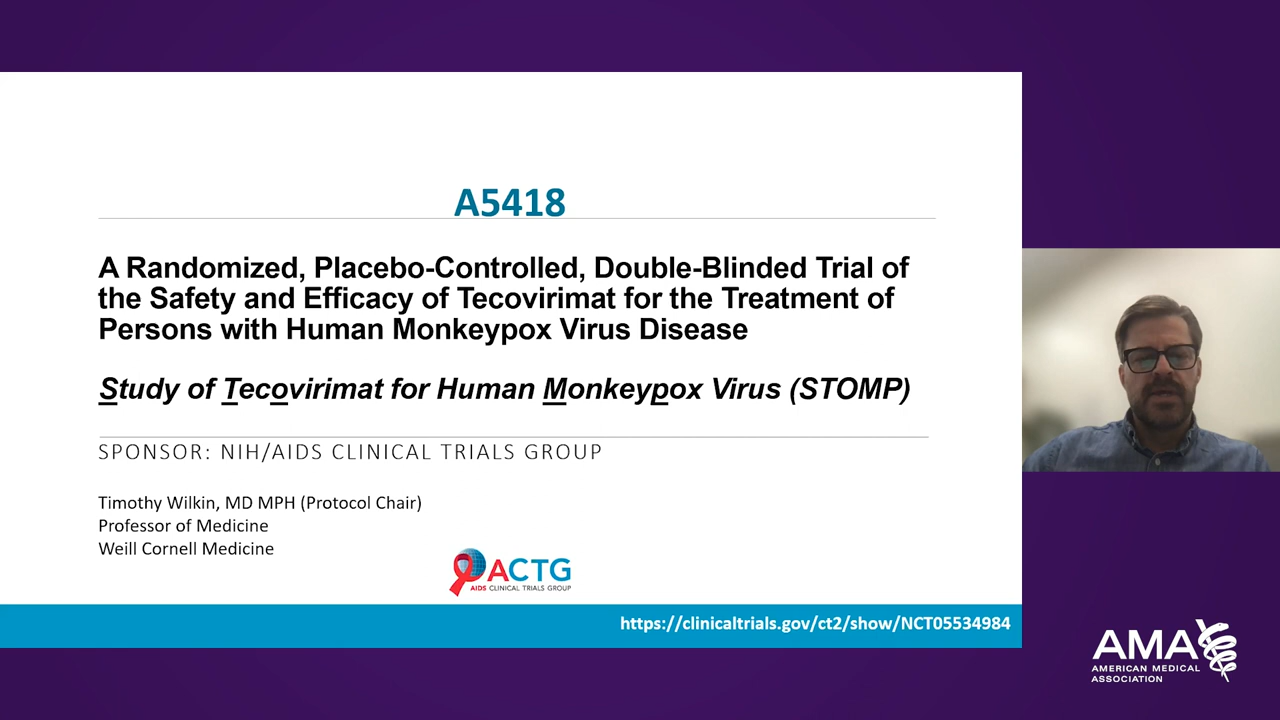 A5418
A Randomized, Placebo-Controlled, Double-Blinded Trial of
the Safety and Efficacy of Tecovirimat for the Treatment of
Persons with Human Monkeypox Virus Disease
Study of Tecovirimat for Human Monkeypox Virus (STOMP)
SPONSOR: NIH/AIDS CLINICAL TRIALS GROUP
Timothy Wilkin, MD MPH (Protocol Chair)
Professor of Medicine
Weill Cornell Medicine
ACTG
AIDS CLINICAL TRIALS GROUP
https://clinicaltrials.gov/ct2/show/NCT05534984
AMA
AMERICAN MEDICAL
ASSOCIATION